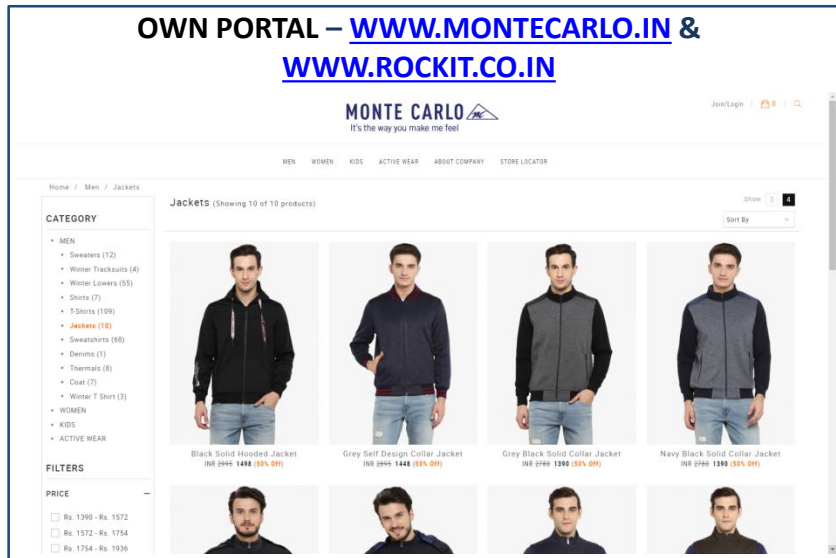 OWN PORTAL – WWW.MONTECARLO.IN &
WWW.ROCKIT.CO.IN
MONTE CARLO
It's the way you make me feel
Join/Login
0
MEN WOMEN KIDS ACTIVE WEAR ABOUT COMPANY STORE LOCATOR
Home / Men / Jackets
Jackets (Showing 10 of 10 products)
Show 3 4
Sort By
CATEGORY
MEN
Sweaters (12)
Winter Tracksuits (4)
Winter Lowers (55)
Shirts (7)
T-Shirts (109)
Jackets (10)
Sweatshirts (68)
Denims (1)
Thermals (8)
Coat (7)
Winter T Shirt (3)
WOMEN
KIDS
ACTIVE WEAR
FILTERS
PRICE –
Rs. 1390 - Rs. 1572
Rs. 1572 - Rs. 1754
Rs. 1754 - Rs. 1936
Black Solid Hooded Jacket
INR 2995 1498 (50% Off)
Grey Self Design Collar Jacket
INR 2895 1448 (50% Off)
Grey Black Solid Collar Jacket
INR 2780 1390 (50% Off)
Navy Black Solid Collar Jacket
INR 2780 1390 (50% Off)